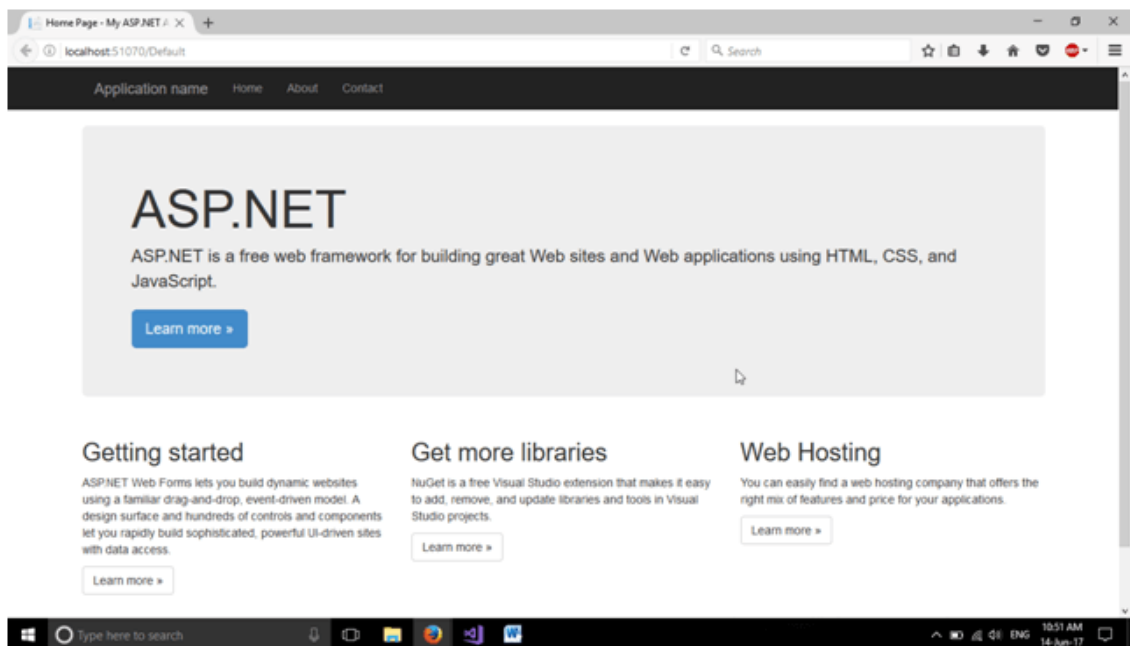 Home Page - My ASP.NET A
localhost:51070/Default
Search
Application name Home About Contact
ASP.NET
ASP.NET is a free web framework for building great Web sites and Web applications using HTML, CSS, and
JavaScript.
Learn more »
Getting started
ASP.NET Web Forms lets you build dynamic websites
using a familiar drag-and-drop, event-driven model. A
design surface and hundreds of controls and components
let you rapidly build sophisticated, powerful UI-driven sites
with data access.
Learn more »
Get more libraries
NuGet is a free Visual Studio extension that makes it easy
to add, remove, and update libraries and tools in Visual
Studio projects.
Learn more »
Web Hosting
You can easily find a web hosting company that offers the
right mix of features and price for your applications.
Learn more »
Type here to search
ENG
10:51 AM
14-Jun-17